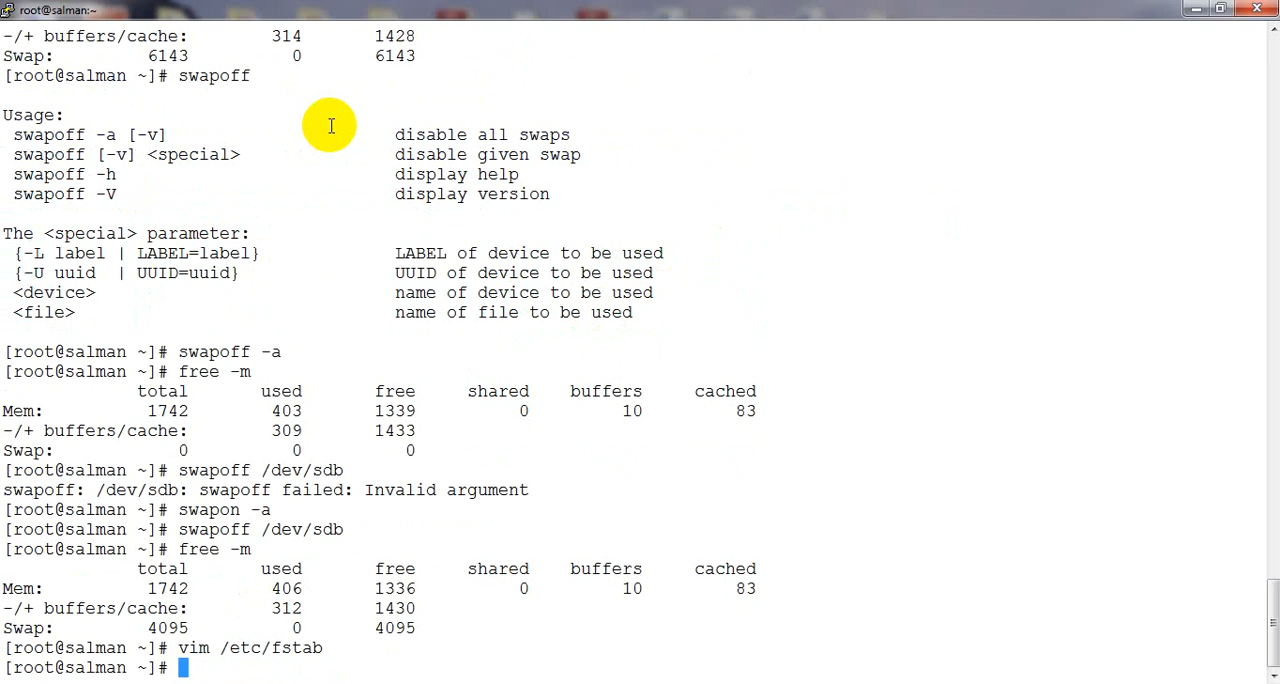 root@salman:~
-/+ buffers/cache: 314 1428
Swap: 6143 0 6143
[root@salman ~]# swapoff
Usage:
swapoff -a [-v] disable all swaps
swapoff [-v] <special> disable given swap
swapoff -h display help
swapoff -V display version
The <special> parameter:
{-L label | LABEL=label} LABEL of device to be used
{-U uuid | UUID=uuid} UUID of device to be used
<device> name of device to be used
<file> name of file to be used
[root@salman ~]# swapoff -a
[root@salman ~]# free -m
total used free shared buffers cached
Mem: 1742 403 1339 0 10 83
-/+ buffers/cache: 309 1433
Swap: 0 0 0
[root@salman ~]# swapoff /dev/sdb
swapoff: /dev/sdb: swapoff failed: Invalid argument
[root@salman ~]# swapon -a
[root@salman ~]# swapoff /dev/sdb
[root@salman ~]# free -m
total used free shared buffers cached
Mem: 1742 406 1336 0 10 83
-/+ buffers/cache: 312 1430
Swap: 4095 0 4095
[root@salman ~]# vim /etc/fstab
[root@salman ~]#